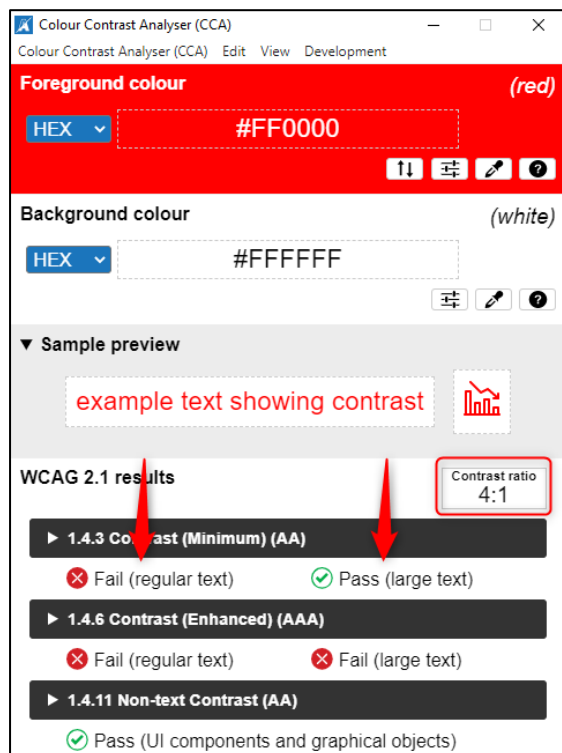 Colour Contrast Analyser (CCA)
Colour Contrast Analyser (CCA) Edit View Development
Foreground colour (red)
HEX #FF0000
Background colour (white)
HEX #FFFFFF
▼ Sample preview
example text showing contrast
WCAG 2.1 results
Contrast ratio
4:1
1.4.3 Contrast (Minimum) (AA)
Fail (regular text) Pass (large text)
1.4.6 Contrast (Enhanced) (AAA)
Fail (regular text) Fail (large text)
1.4.11 Non-text Contrast (AA)
Pass (UI components and graphical objects)